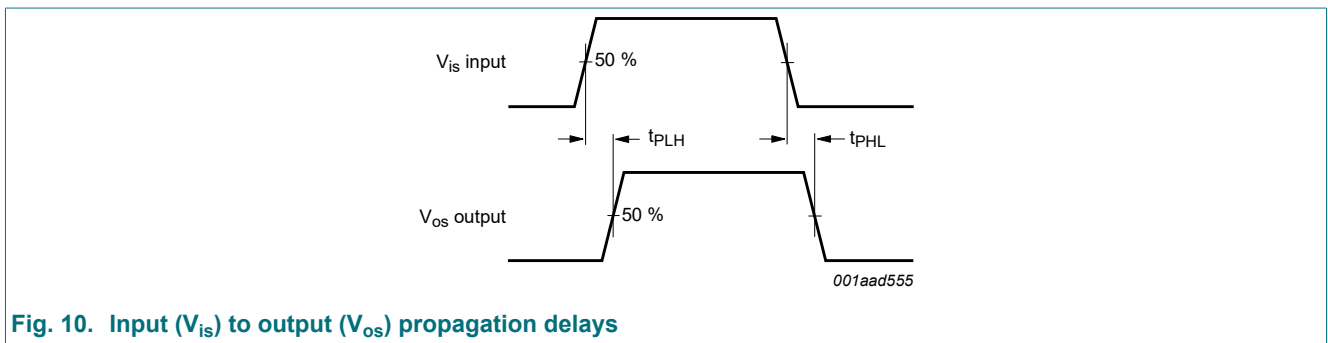 V_is input
50 %
t_PLH
t_PHL
V_os output
50 %
001aad555
Fig. 10. Input (V_is) to output (V_os) propagation delays